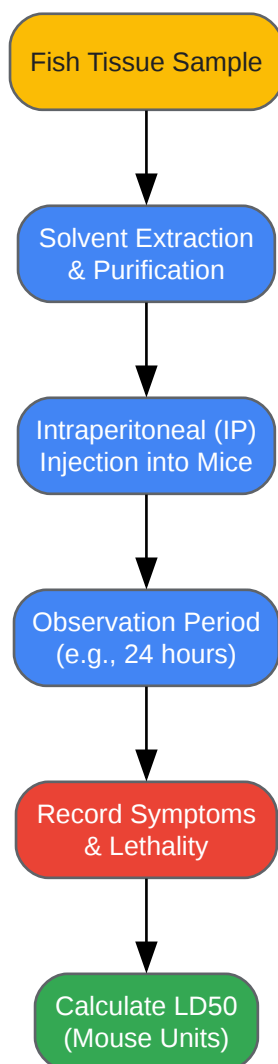 Fish Tissue Sample
Solvent Extraction
& Purification
Intraperitoneal (IP)
Injection into Mice
Observation Period
(e.g., 24 hours)
Record Symptoms
& Lethality
Calculate LD50
(Mouse Units)